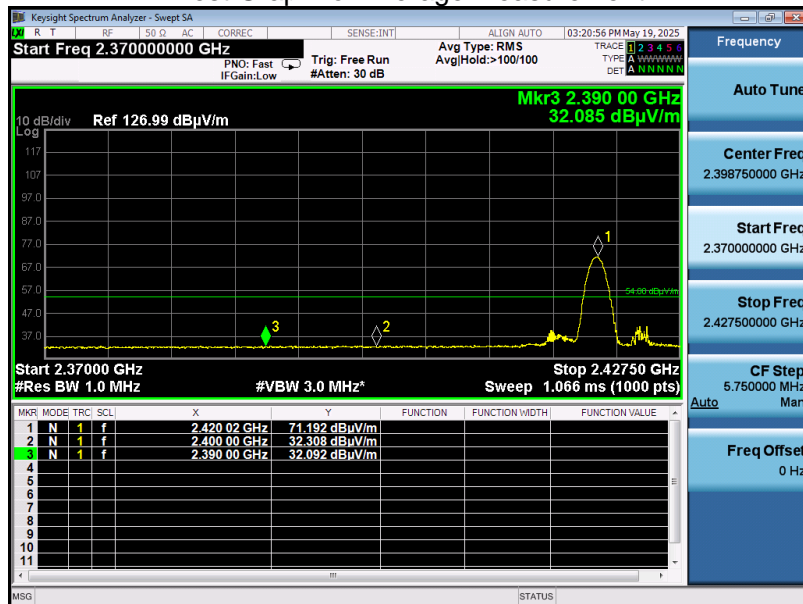 Keysight Spectrum Analyzer - Swept SA
LXI R T RF 50 Ω AC CORREC SENSE:INT ALIGN AUTO 03:20:56 PM May 19, 2025
Start Freq 2.370000000 GHz
PNO: Fast
IFGain:Low
Trig: Free Run
#Atten: 30 dB
Avg Type: RMS
Avg|Hold:>100/100
TRACE 1 2 3 4 5 6
TYPE A WWWWW
DET A N N N N N
Frequency
Auto Tune
Center Freq
2.398750000 GHz
Start Freq
2.370000000 GHz
Stop Freq
2.427500000 GHz
CF Step
5.750000 MHz
Auto Man
Freq Offset
0 Hz
Mkr3 2.390 00 GHz
32.085 dBµV/m
10 dB/div Ref 126.99 dBµV/m
Log
117
107
97.0
87.0
77.0
67.0
57.0
47.0
37.0
1
54.00 dBµV/m
3
2
Start 2.37000 GHz Stop 2.42750 GHz
#Res BW 1.0 MHz #VBW 3.0 MHz* Sweep 1.066 ms (1000 pts)
MKR MODE TRC SCL X Y FUNCTION FUNCTION WIDTH FUNCTION VALUE
1 N 1 f 2.420 02 GHz 71.192 dBµV/m
2 N 1 f 2.400 00 GHz 32.308 dBµV/m
3 N 1 f 2.390 00 GHz 32.092 dBµV/m
4
5
6
7
8
9
10
11
MSG STATUS